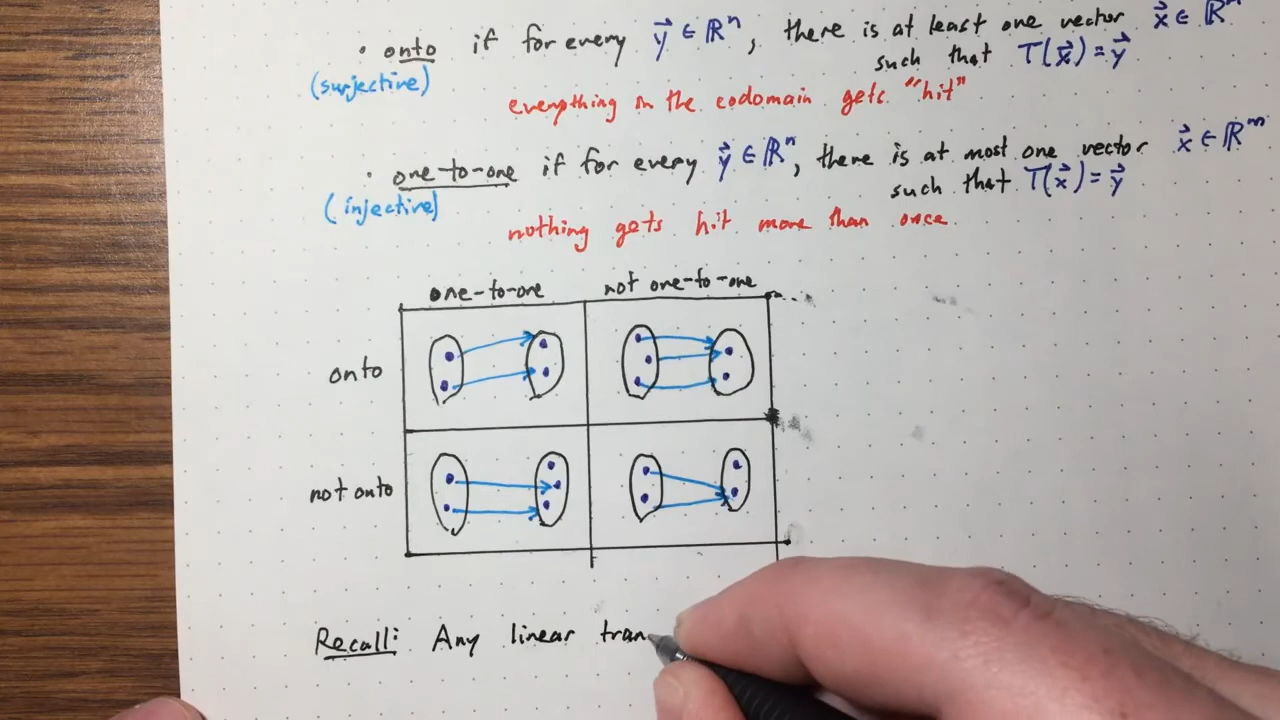 • onto if for every y⃗ ∈ ℝⁿ, there is at least one vector x⃗ ∈ ℝᵐ
(surjective) such that T(x⃗) = y⃗
everything in the codomain gets "hit"
• one-to-one if for every y⃗ ∈ ℝⁿ, there is at most one vector x⃗ ∈ ℝᵐ
(injective) such that T(x⃗) = y⃗
nothing gets hit more than once
one-to-one not one-to-one
onto
not onto
Recall: Any linear tran